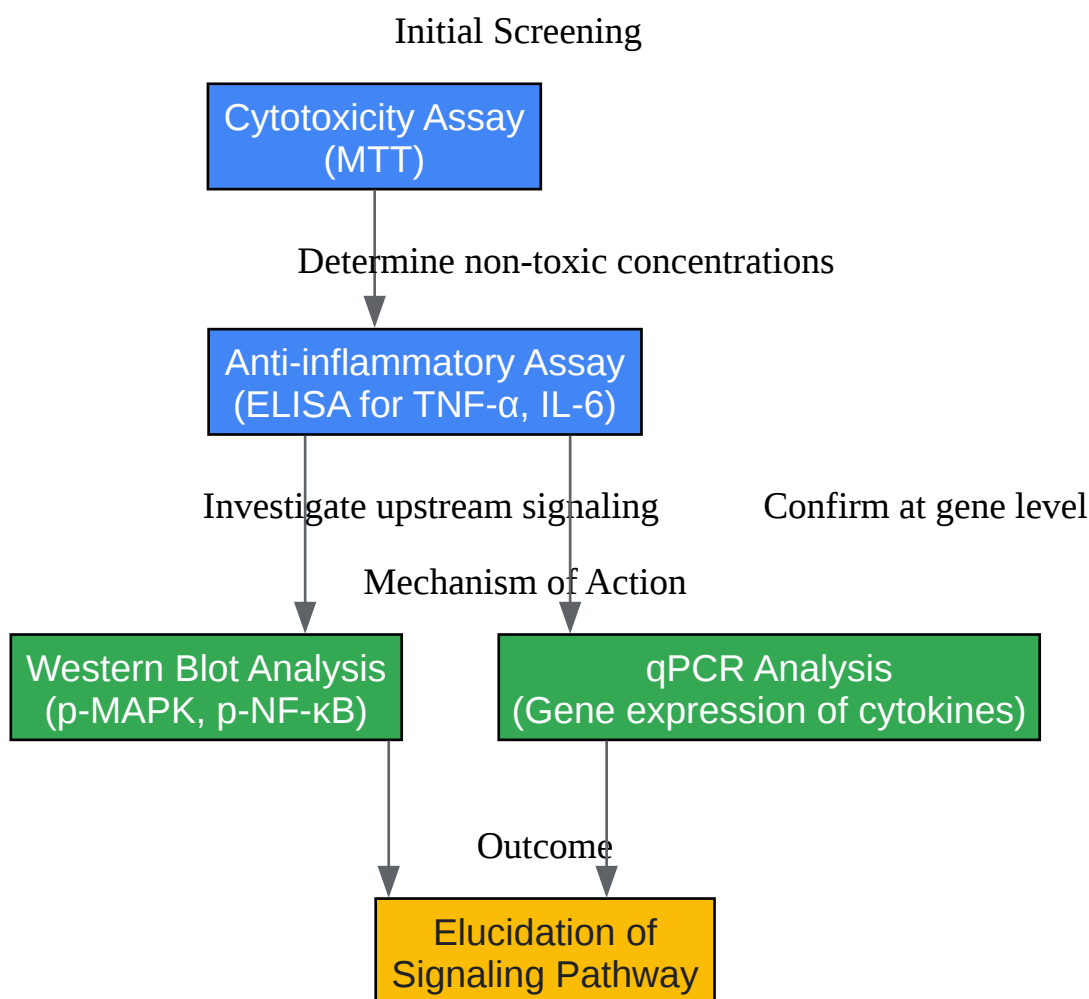 Initial Screening
Cytotoxicity Assay
(MTT)
Determine non-toxic concentrations
Anti-inflammatory Assay
(ELISA for TNF-α, IL-6)
Investigate upstream signaling
Confirm at gene level
Mechanism of Action
Western Blot Analysis
(p-MAPK, p-NF-κB)
qPCR Analysis
(Gene expression of cytokines)
Outcome
Elucidation of
Signaling Pathway